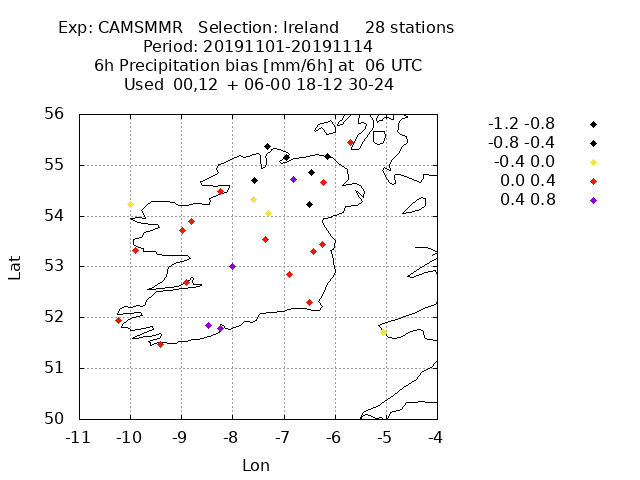 Exp: CAMSMMR   Selection: Ireland     28 stations
Period: 20191101-20191114
6h Precipitation bias [mm/6h] at  06 UTC
Used  00,12  + 06-00 18-12 30-24
-1.2 -0.8
-0.8 -0.4
-0.4 0.0
0.0 0.4
0.4 0.8
56
55
54
53
52
51
50
Lat
-11 -10 -9 -8 -7 -6 -5 -4
Lon